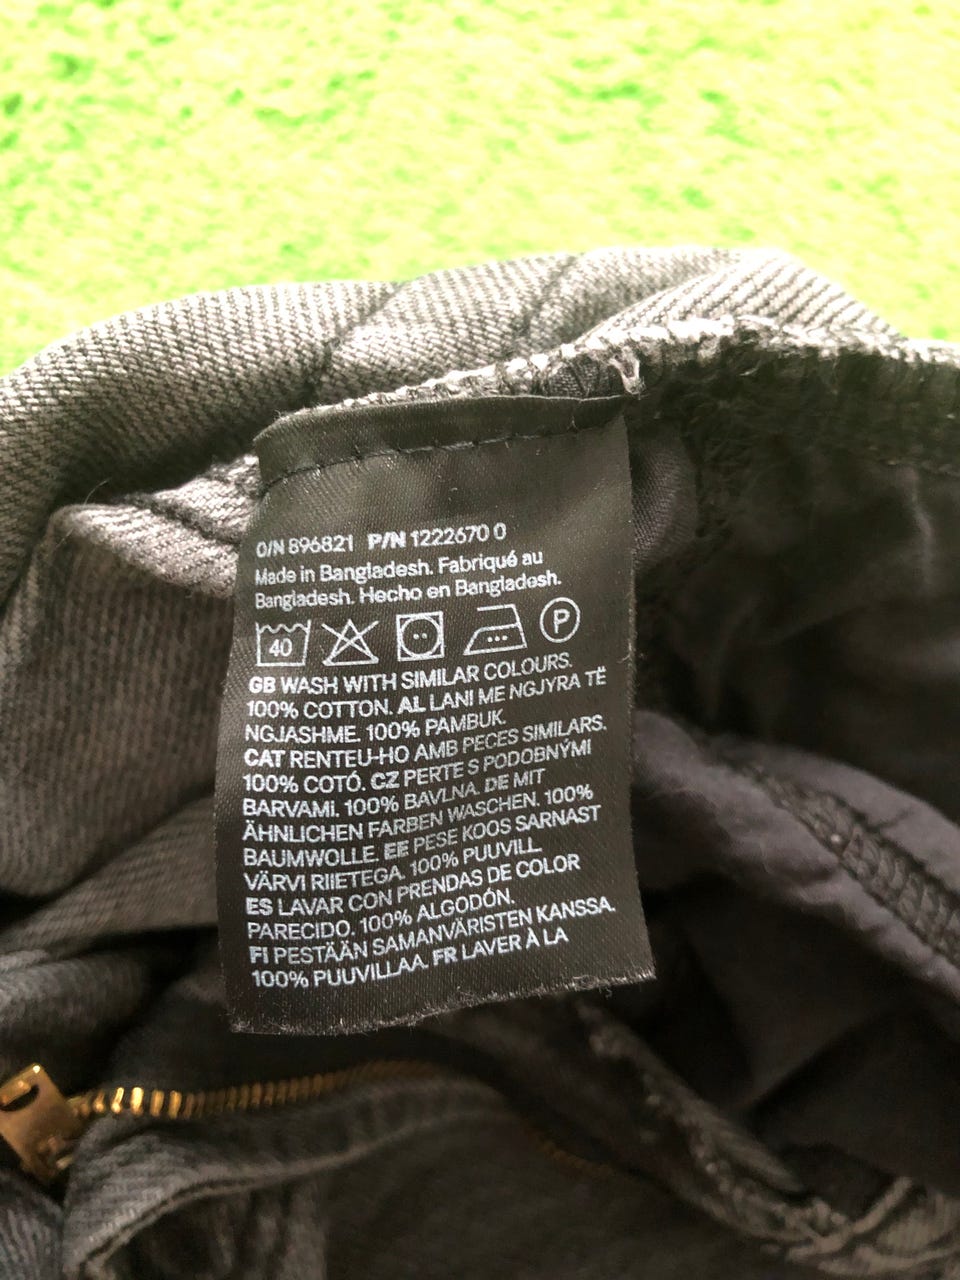 O/N 896821 P/N 1222670 0
Made in Bangladesh. Fabriqué au
Bangladesh. Hecho en Bangladesh.
40 P
GB WASH WITH SIMILAR COLOURS.
100% COTTON. AL LANI ME NGJYRA TË
NGJASHME. 100% PAMBUK.
CAT RENTEU-HO AMB PECES SIMILARS.
100% COTÓ. CZ PERTE S PODOBNÝMI
BARVAMI. 100% BAVLNA. DE MIT
ÄHNLICHEN FARBEN WASCHEN. 100%
BAUMWOLLE. EE PESE KOOS SARNAST
VÄRVI RIIETEGA. 100% PUUVILL
ES LAVAR CON PRENDAS DE COLOR
PARECIDO. 100% ALGODÓN.
FI PESTÄÄN SAMANVÄRISTEN KANSSA.
100% PUUVILLAA. FR LAVER À LA